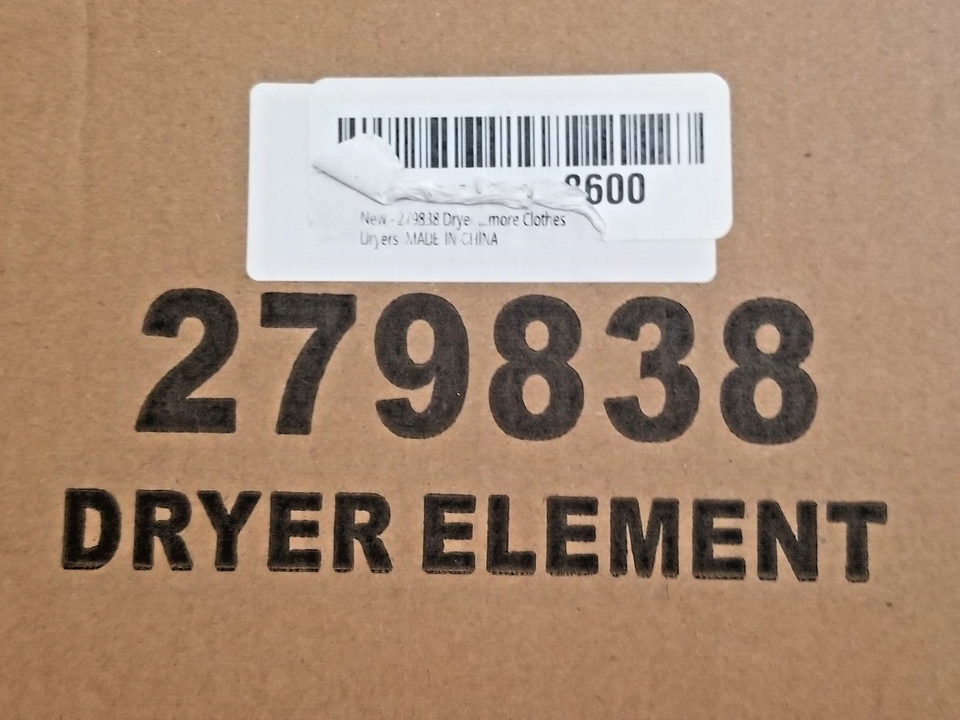 600
New - 279838 Dryer ...more Clothes
Dryers MADE IN CHINA
279838
DRYER ELEMENT